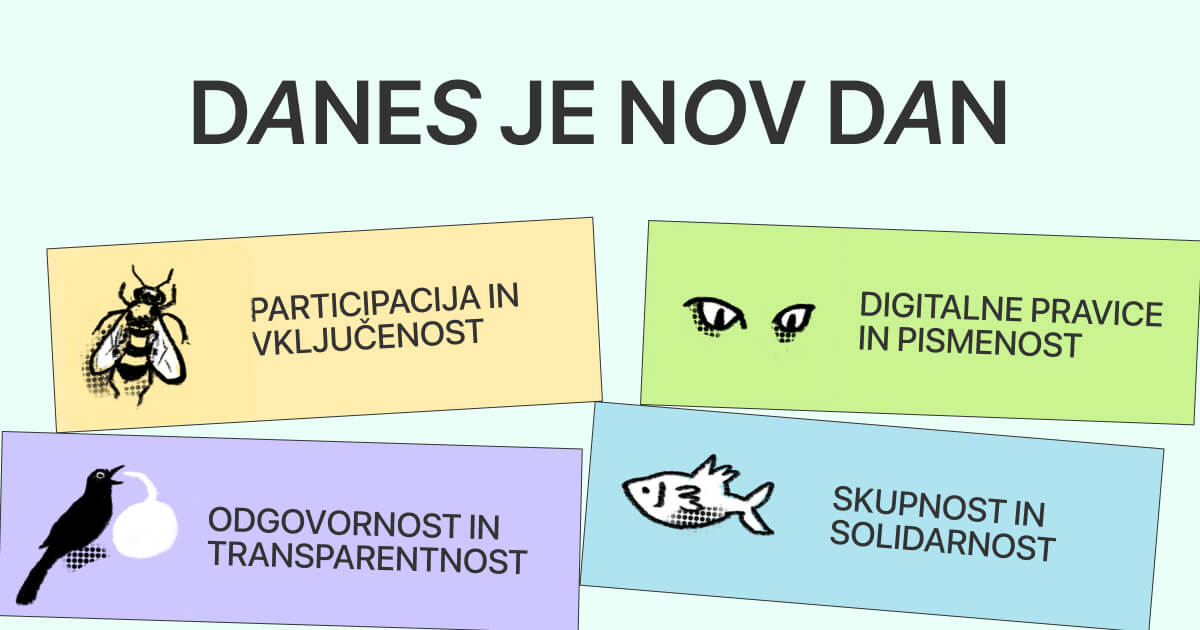 DANES JE NOV DAN
PARTICIPACIJA IN
VKLJUČENOST
DIGITALNE PRAVICE
IN PISMENOST
ODGOVORNOST IN
TRANSPARENTNOST
SKUPNOST IN
SOLIDARNOST